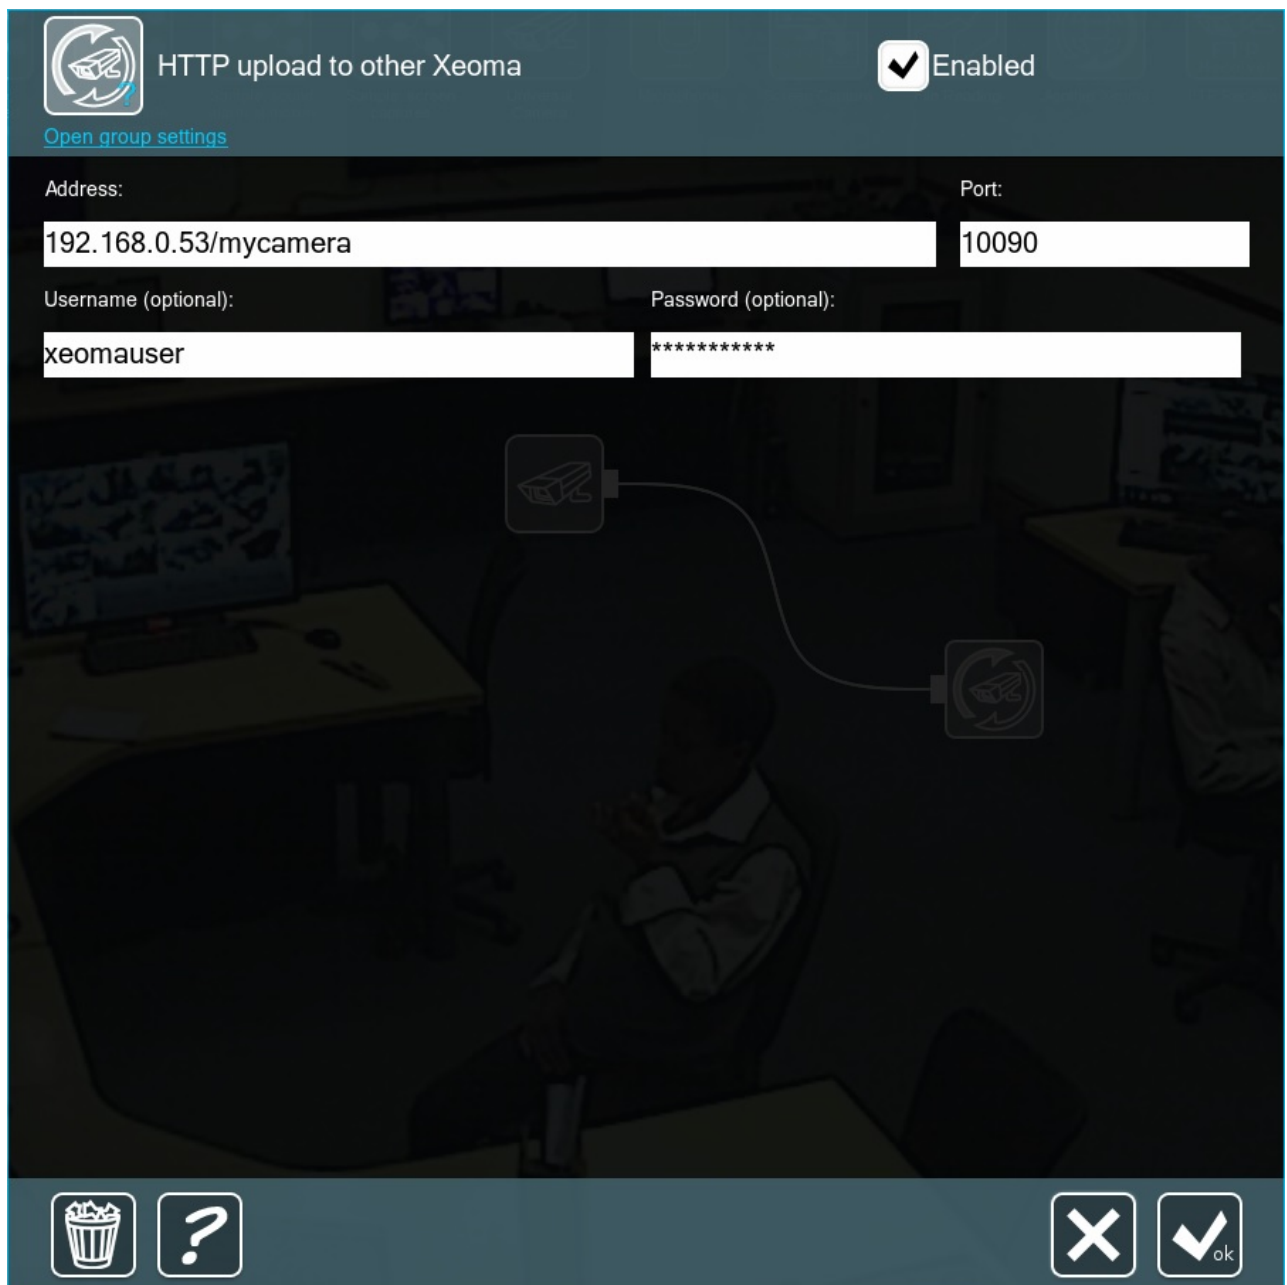 HTTP upload to other Xeoma
Enabled
Open group settings
Address:
Port:
192.168.0.53/mycamera
10090
Username (optional):
Password (optional):
xeomauser
***********
?
ok